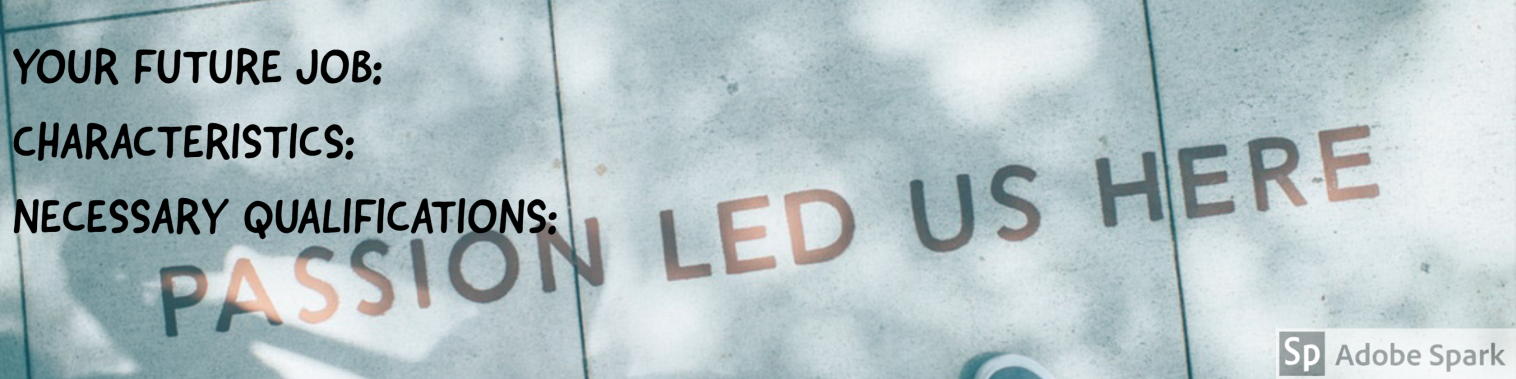 YOUR FUTURE JOB:
CHARACTERISTICS:
NECESSARY QUALIFICATIONS:
PASSION LED US HERE
Sp Adobe Spark